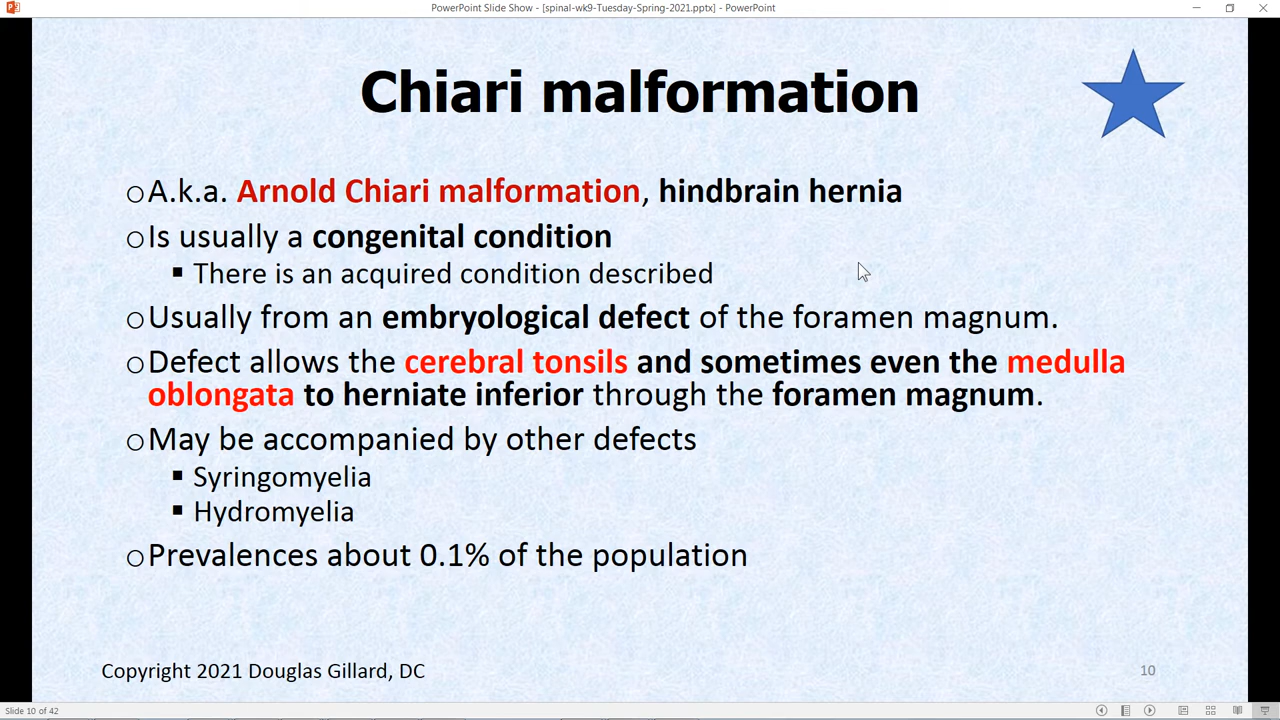 PowerPoint Slide Show - [spinal-wk9-Tuesday-Spring-2021.pptx] - PowerPoint
Chiari malformation
A.k.a. Arnold Chiari malformation, hindbrain hernia
Is usually a congenital condition
There is an acquired condition described
Usually from an embryological defect of the foramen magnum.
Defect allows the cerebral tonsils and sometimes even the medulla
oblongata to herniate inferior through the foramen magnum.
May be accompanied by other defects
Syringomyelia
Hydromyelia
Prevalences about 0.1% of the population
Copyright 2021 Douglas Gillard, DC
10
Slide 10 of 42